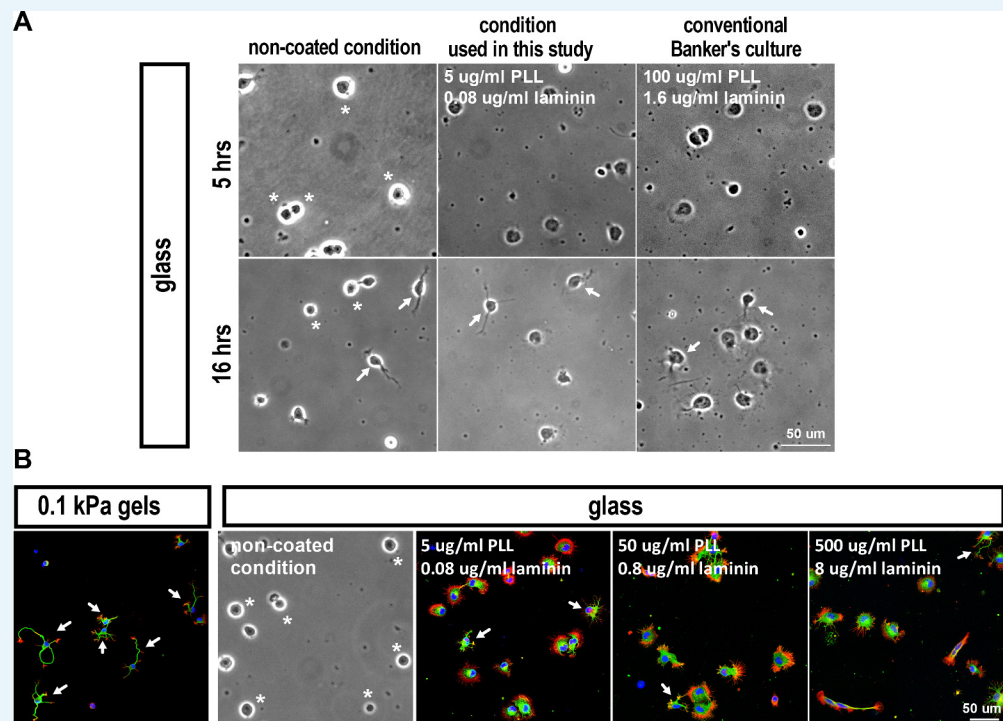 A
non-coated condition
condition
used in this study
conventional
Banker's culture
glass
5 hrs
16 hrs
*
* *
*
5 ug/ml PLL
0.08 ug/ml laminin
100 ug/ml PLL
1.6 ug/ml laminin
*
*
50 um
B
0.1 kPa gels
glass
non-coated
condition
*
*
*
*
*
*
5 ug/ml PLL
0.08 ug/ml laminin
50 ug/ml PLL
0.8 ug/ml laminin
500 ug/ml PLL
8 ug/ml laminin
50 um